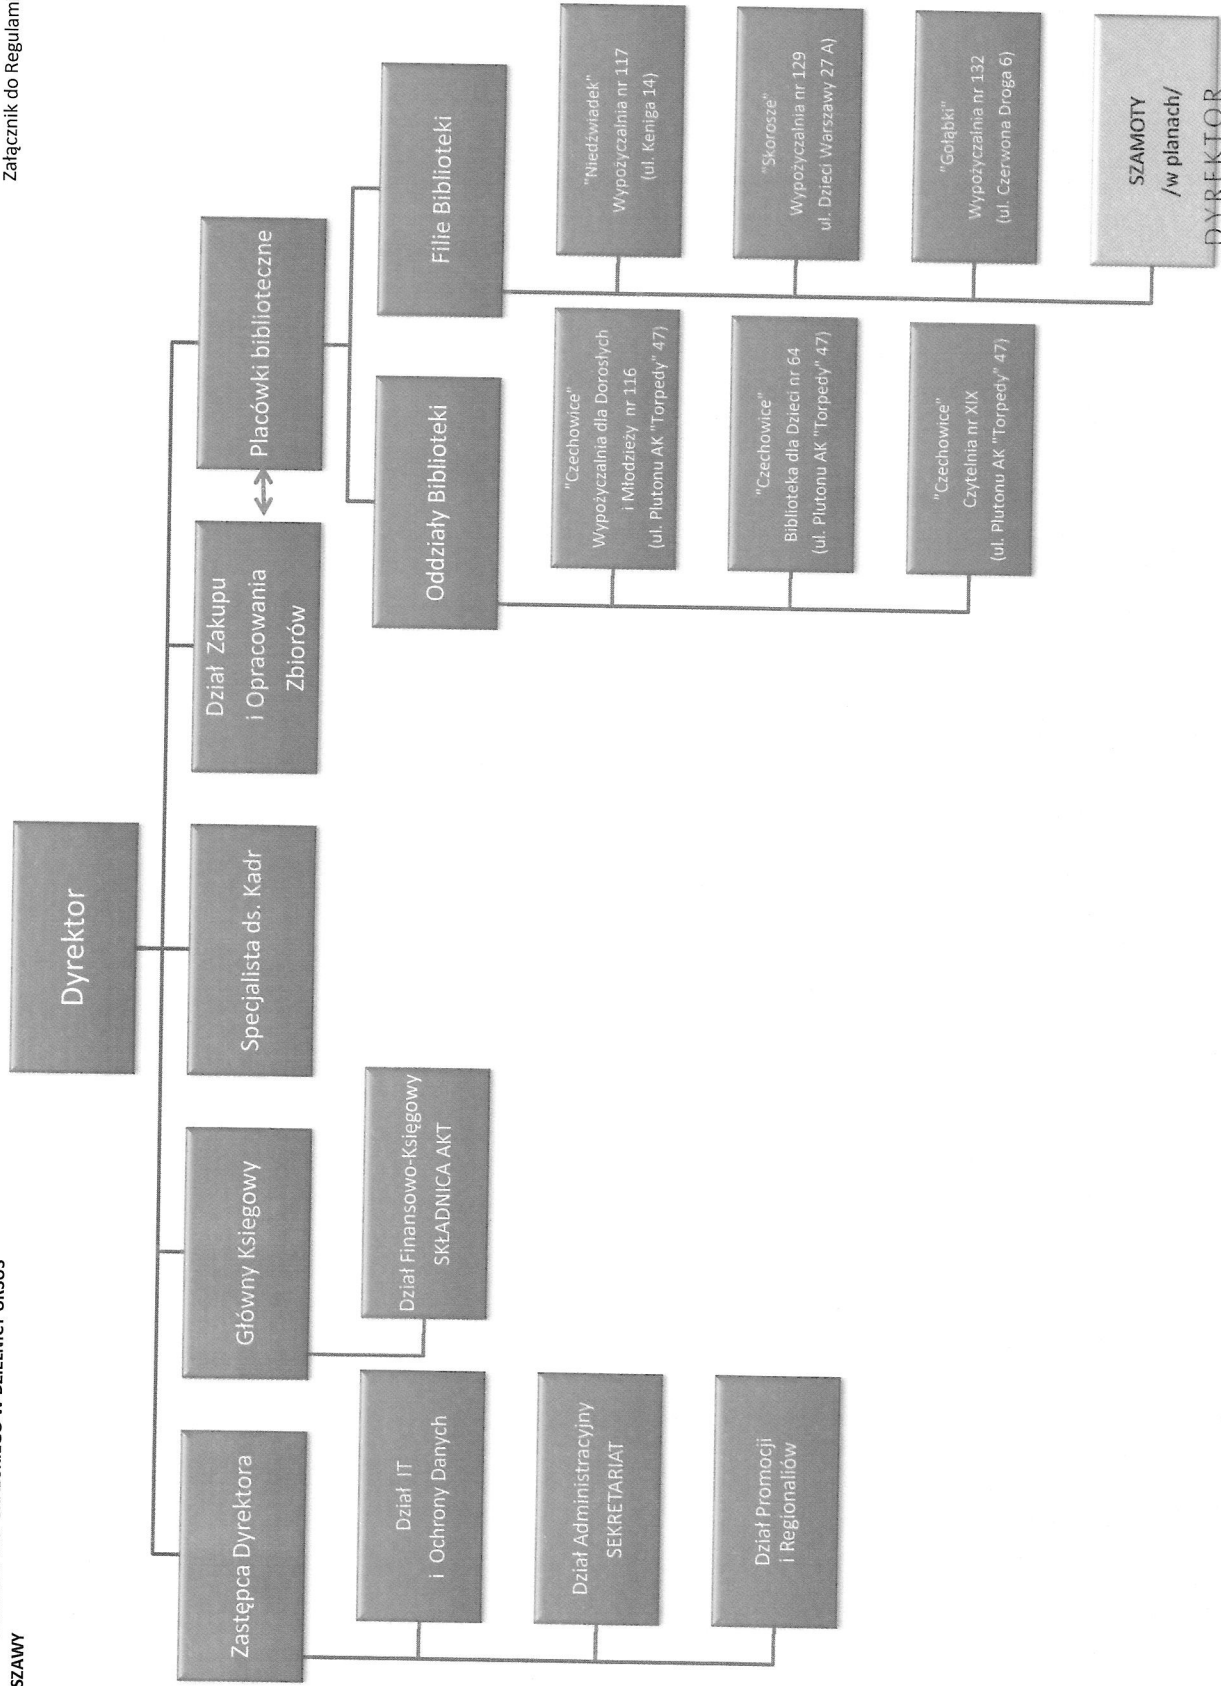 Załącznik do Regulam
SZAWY
W DZIELNICY URSUS
Dyrektor
Zastępca Dyrektora
Główny Ksiegowy
Specjalista ds. Kadr
Dział Zakupu
i Opracowania
Zbiorów
Placówki biblioteczne
Dział IT
i Ochrony Danych
Dział Administracyjny
SEKRETARIAT
Dział Promocji
i Regionaliów
Dział Finansowo-Księgowy
SKŁADNICA AKT
Oddziały Biblioteki
"Czechowice"
Wypożyczalnia dla Dorosłych
i Młodzieży nr 116
(ul. Plutonu AK "Torpedy" 47)
"Czechowice"
Biblioteka dla Dzieci nr 64
(ul. Plutonu AK "Torpedy" 47)
"Czechowice"
Czytelnia nr XIX
(ul. Plutonu AK "Torpedy" 47)
Filie Biblioteki
"Niedźwiadek"
Wypożyczalnia nr 117
(ul. Keniga 14)
"Skorosze"
Wypożyczalnia nr 129
ul. Dzieci Warszawy 27 A)
"Gołąbki"
Wypożyczalnia nr 132
(ul. Czerwona Droga 6)
SZAMOTY
/w planach/
DYREKTOR